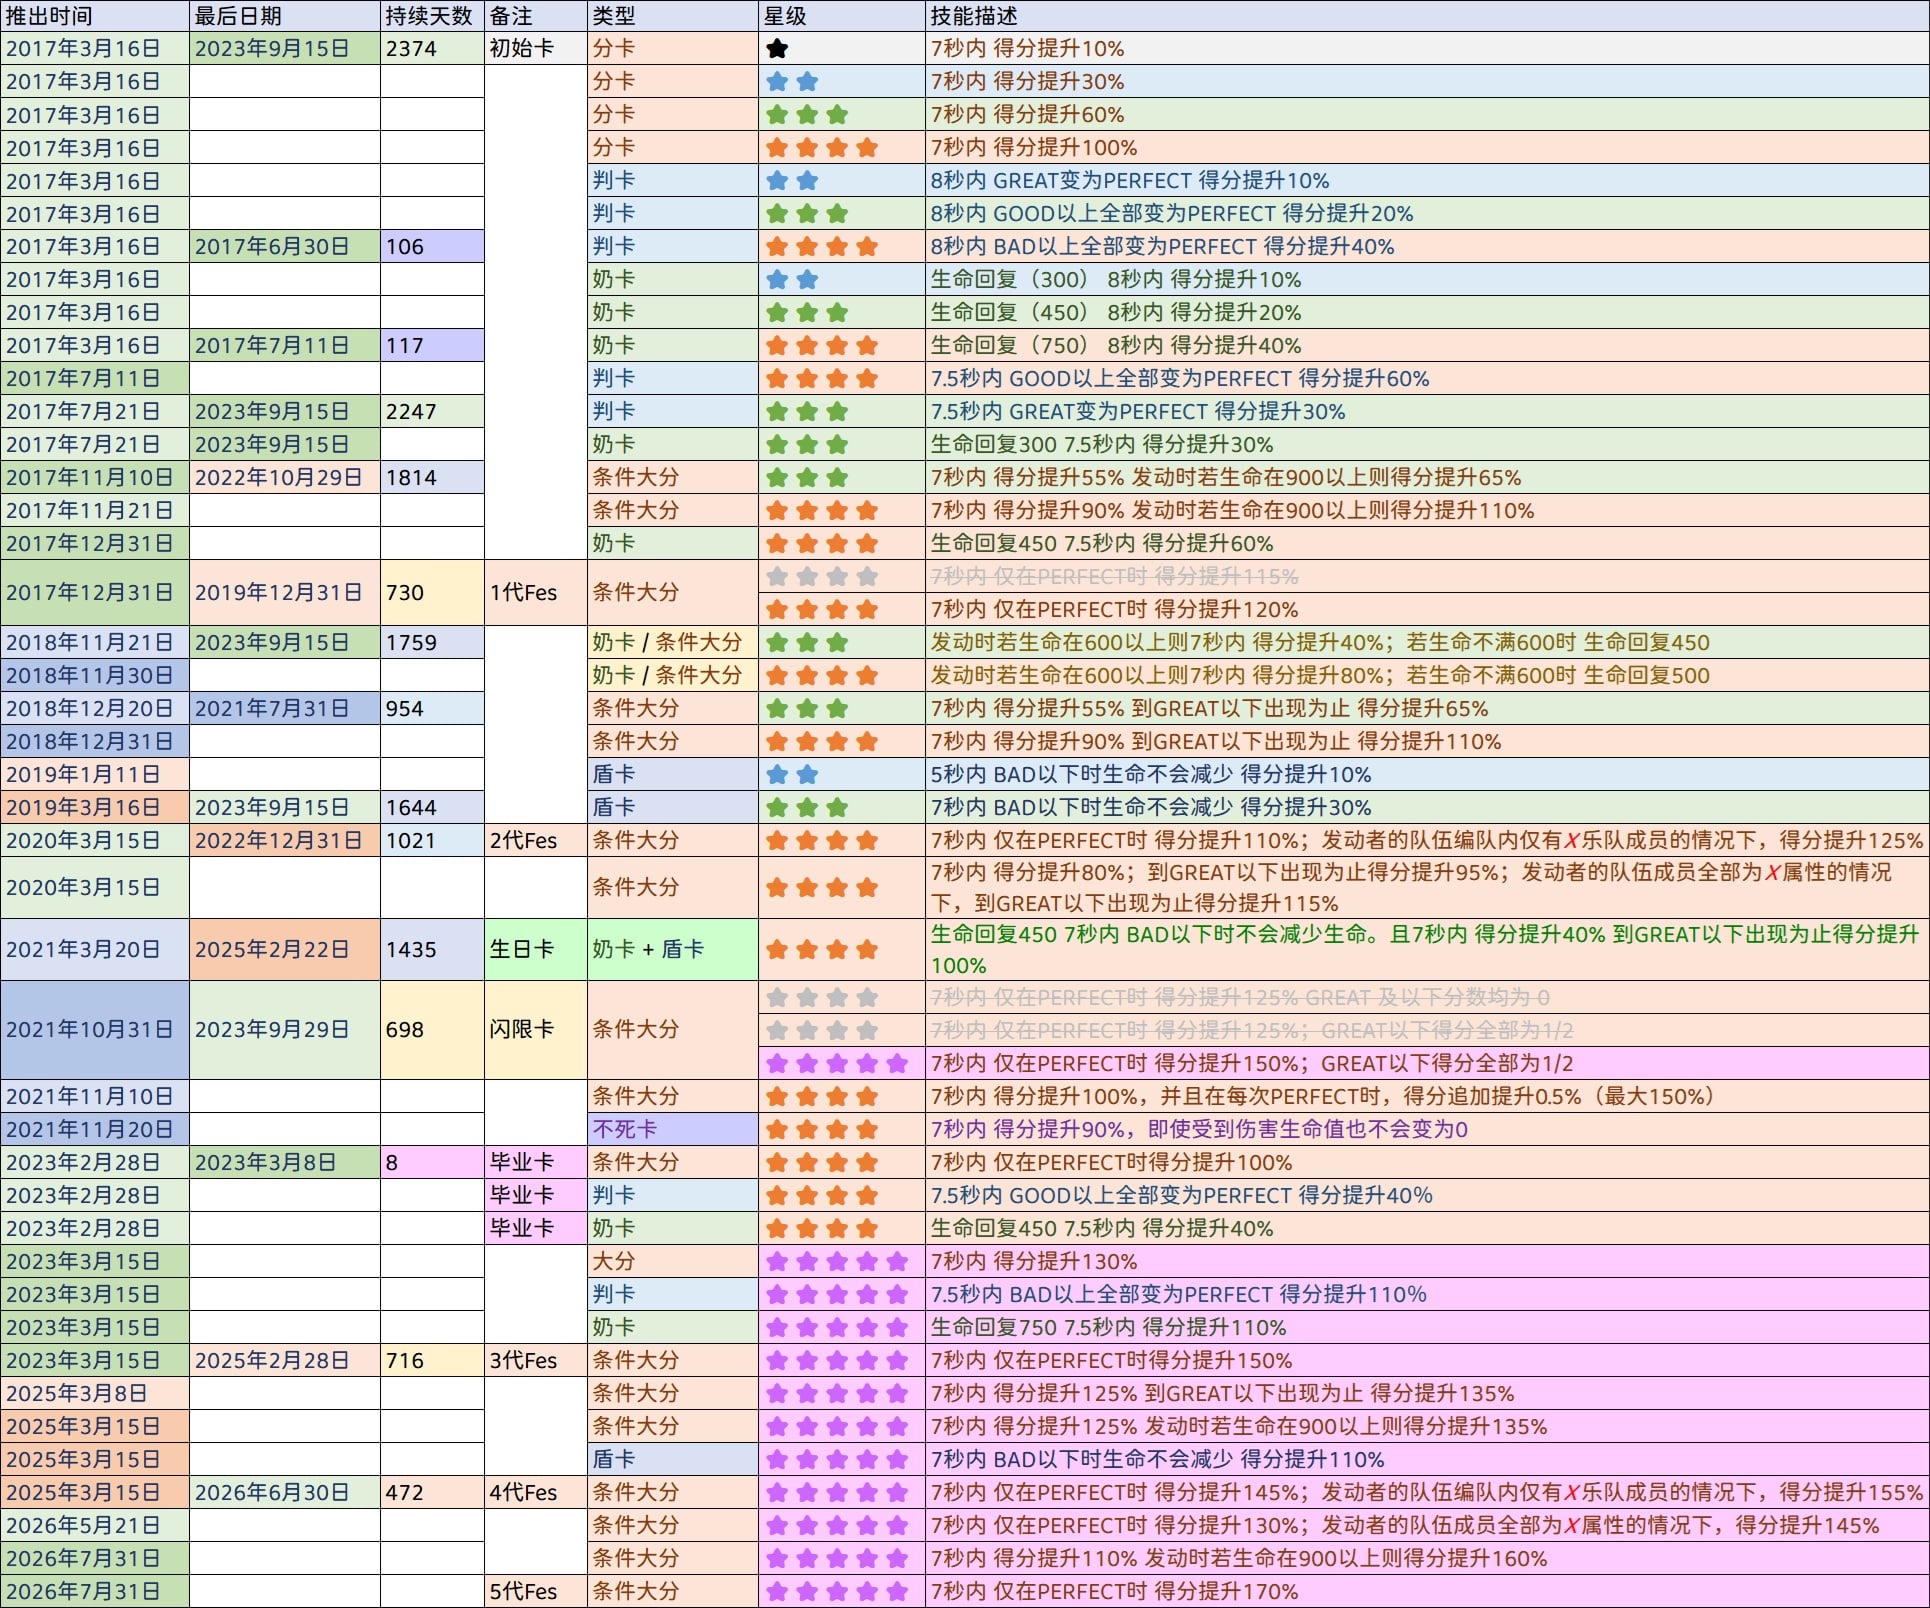 推出时间 最后日期 持续天数 备注 类型 星级 技能描述
2017年3月16日 2023年9月15日 2374 初始卡 分卡 ★ 7秒内 得分提升10%
2017年3月16日 分卡 ★★ 7秒内 得分提升30%
2017年3月16日 分卡 ★★★ 7秒内 得分提升60%
2017年3月16日 分卡 ★★★★ 7秒内 得分提升100%
2017年3月16日 判卡 ★★ 8秒内 GREAT变为PERFECT 得分提升10%
2017年3月16日 判卡 ★★★ 8秒内 GOOD以上全部变为PERFECT 得分提升20%
2017年3月16日 2017年6月30日 106 判卡 ★★★★ 8秒内 BAD以上全部变为PERFECT 得分提升40%
2017年3月16日 奶卡 ★★ 生命回复（300） 8秒内 得分提升10%
2017年3月16日 奶卡 ★★★ 生命回复（450） 8秒内 得分提升20%
2017年3月16日 2017年7月11日 117 奶卡 ★★★★ 生命回复（750） 8秒内 得分提升40%
2017年7月11日 判卡 ★★★★ 7.5秒内 GOOD以上全部变为PERFECT 得分提升60%
2017年7月21日 2023年9月15日 2247 判卡 ★★★ 7.5秒内 GREAT变为PERFECT 得分提升30%
2017年7月21日 2023年9月15日 奶卡 ★★★ 生命回复300 7.5秒内 得分提升30%
2017年11月10日 2022年10月29日 1814 条件大分 ★★★ 7秒内 得分提升55% 发动时若生命在900以上则得分提升65%
2017年11月21日 条件大分 ★★★★ 7秒内 得分提升90% 发动时若生命在900以上则得分提升110%
2017年12月31日 奶卡 ★★★★ 生命回复450 7.5秒内 得分提升60%
2017年12月31日 2019年12月31日 730 1代Fes 条件大分 ★★★★ 7秒内 仅在PERFECT时 得分提升115%
★★★★ 7秒内 仅在PERFECT时 得分提升120%
2018年11月21日 2023年9月15日 1759 奶卡 / 条件大分 ★★★ 发动时若生命在600以上则7秒内 得分提升40%；若生命不满600时 生命回复450
2018年11月30日 奶卡 / 条件大分 ★★★★ 发动时若生命在600以上则7秒内 得分提升80%；若生命不满600时 生命回复500
2018年12月20日 2021年7月31日 954 条件大分 ★★★ 7秒内 得分提升55% 到GREAT以下出现为止 得分提升65%
2018年12月31日 条件大分 ★★★★ 7秒内 得分提升90% 到GREAT以下出现为止 得分提升110%
2019年1月11日 盾卡 ★★ 5秒内 BAD以下时生命不会减少 得分提升10%
2019年3月16日 2023年9月15日 1644 盾卡 ★★★ 7秒内 BAD以下时生命不会减少 得分提升30%
2020年3月15日 2022年12月31日 1021 2代Fes 条件大分 ★★★★ 7秒内 仅在PERFECT时 得分提升110%；发动者的队伍编队内仅有X乐队成员的情况下，得分提升125%
2020年3月15日 条件大分 ★★★★ 7秒内 得分提升80%；到GREAT以下出现为止得分提升95%；发动者的队伍成员全部为X属性的情况
下，到GREAT以下出现为止得分提升115%
2021年3月20日 2025年2月22日 1435 生日卡 奶卡 + 盾卡 ★★★★ 生命回复450 7秒内 BAD以下时不会减少生命。且7秒内 得分提升40% 到GREAT以下出现为止得分提升
100%
2021年10月31日 2023年9月29日 698 闪限卡 条件大分 ★★★★ 7秒内 仅在PERFECT时 得分提升125% GREAT 及以下分数均为 0
★★★★ 7秒内 仅在PERFECT时 得分提升125%；GREAT以下得分全部为1/2
★★★★★ 7秒内 仅在PERFECT时 得分提升150%；GREAT以下得分全部为1/2
2021年11月10日 条件大分 ★★★★ 7秒内 得分提升100%，并且在每次PERFECT时，得分追加提升0.5%（最大150%）
2021年11月20日 不死卡 ★★★★ 7秒内 得分提升90%，即使受到伤害生命值也不会变为0
2023年2月28日 2023年3月8日 8 毕业卡 条件大分 ★★★★ 7秒内 仅在PERFECT时得分提升100%
2023年2月28日 毕业卡 判卡 ★★★★ 7.5秒内 GOOD以上全部变为PERFECT 得分提升40%
2023年2月28日 毕业卡 奶卡 ★★★★ 生命回复450 7.5秒内 得分提升40%
2023年3月15日 大分 ★★★★★ 7秒内 得分提升130%
2023年3月15日 判卡 ★★★★★ 7.5秒内 BAD以上全部变为PERFECT 得分提升110%
2023年3月15日 奶卡 ★★★★★ 生命回复750 7.5秒内 得分提升110%
2023年3月15日 2025年2月28日 716 3代Fes 条件大分 ★★★★★ 7秒内 仅在PERFECT时得分提升150%
2025年3月8日 条件大分 ★★★★★ 7秒内 得分提升125% 到GREAT以下出现为止 得分提升135%
2025年3月15日 条件大分 ★★★★★ 7秒内 得分提升125% 发动时若生命在900以上则得分提升135%
2025年3月15日 盾卡 ★★★★★ 7秒内 BAD以下时生命不会减少 得分提升110%
2025年3月15日 2026年6月30日 472 4代Fes 条件大分 ★★★★★ 7秒内 仅在PERFECT时 得分提升145%；发动者的队伍编队内仅有X乐队成员的情况下，得分提升155%
2026年5月21日 条件大分 ★★★★★ 7秒内 仅在PERFECT时 得分提升130%；发动者的队伍成员全部为X属性的情况下，得分提升145%
2026年7月31日 条件大分 ★★★★★ 7秒内 得分提升110% 发动时若生命在900以上则得分提升160%
2026年7月31日 5代Fes 条件大分 ★★★★★ 7秒内 仅在PERFECT时 得分提升170%